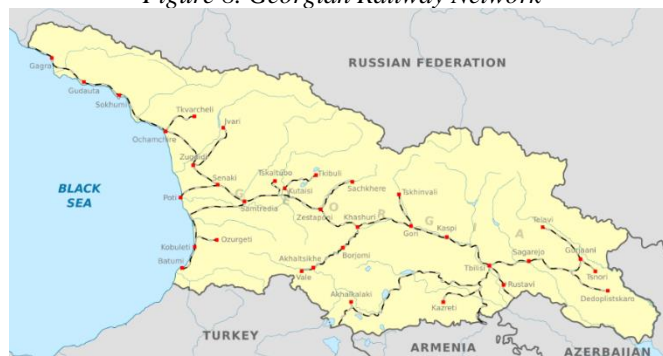 Figure 8. Georgian Railway Network
RUSSIAN FEDERATION
Gagra
Gudauta
Sokhumi
Tkvarcheli
Jvari
Ochamchire
Zugdidi
BLACK
SEA
Senaki
Tskaltubo
Tkibuli
Kutaisi
Sachkhere
Tskhinvali
Poti
Samtredia
Zestaponi
Khashuri
Gori
Kaspi
Telavi
G E O R G I A
Kobuleti
Ozurgeti
Borjomi
Akhaltsikhe
Vale
Batumi
Tbilisi
Sagarejo
Gurjaani
Tsnori
Rustavi
Dedoplistskaro
Akhalkalaki
Kazreti
TURKEY
ARMENIA
AZERBAIJAN